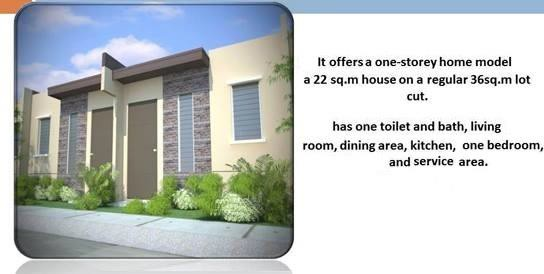 It offers a one-storey home model
a 22 sq.m house on a regular 36sq.m lot
cut.
has one toilet and bath, living
room, dining area, kitchen, one bedroom,
and service area.